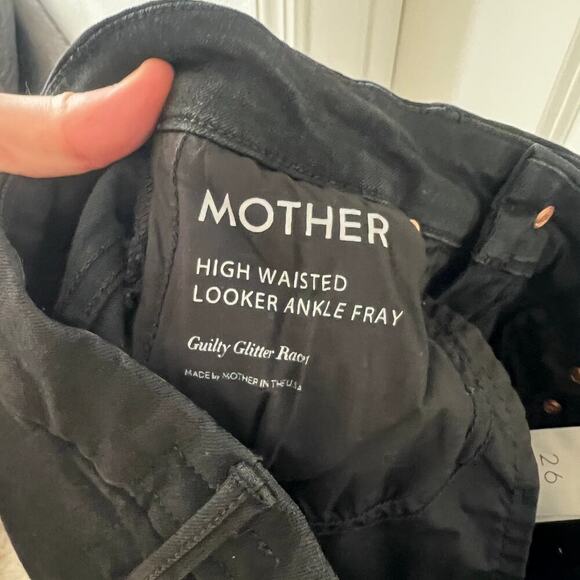 MOTHER
HIGH WAISTED
LOOKER ANKLE FRAY
Guilty Glitter Racer
MADE by MOTHER IN THE U.S.A
26